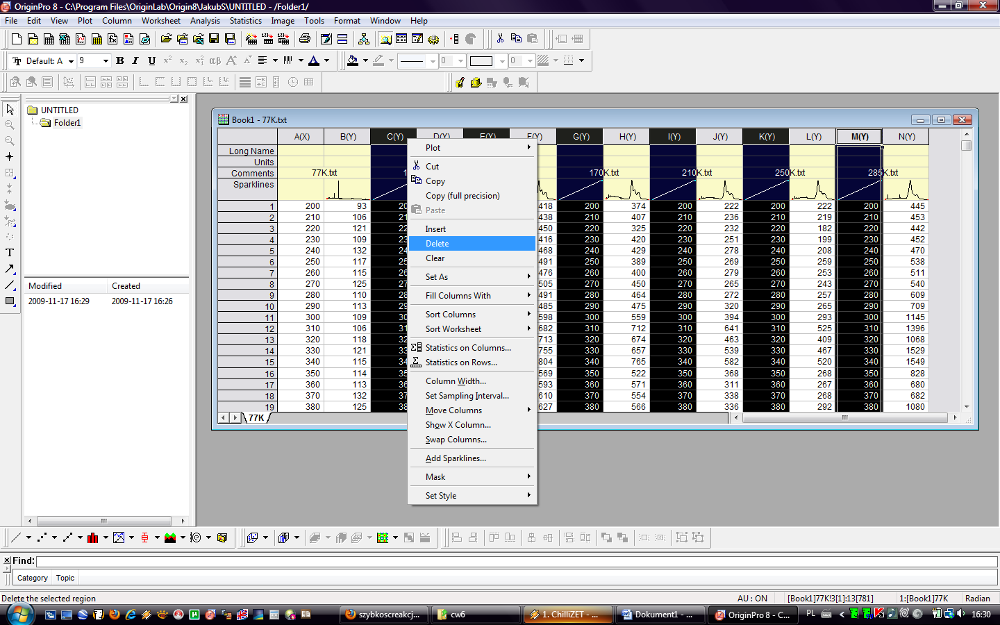 OriginPro 8 - C:\Program Files\OriginLab\Origin8\JakubS\UNTITLED - /Folder1/
File Edit View Plot Column Worksheet Analysis Statistics Image Tools Format Window Help
Default: A 9 B I U
0 0
UNTITLED
Folder1
Modified Created
2009-11-17 16:29 2009-11-17 16:26
Book1 - 77K.txt
A(X) B(Y) C(Y) D(Y) E(Y) F(Y) G(Y) H(Y) I(Y) J(Y) K(Y) L(Y) M(Y) N(Y)
Long Name
Units
Comments 77K.txt 1 170K.txt 210K.txt 250K.txt 285K.txt
Sparklines
1 200 93 20 418 200 374 200 222 200 222 200 445
2 210 106 21 438 210 407 210 236 210 219 210 453
3 220 121 22 450 220 325 220 232 220 182 220 442
4 230 109 23 416 230 420 230 251 230 199 230 452
5 240 132 24 468 240 429 240 278 240 208 240 470
6 250 117 25 491 250 389 250 269 250 259 250 538
7 260 115 26 476 260 400 260 279 260 253 260 511
8 270 125 27 505 270 450 270 265 270 243 270 540
9 280 110 28 491 280 464 280 272 280 257 280 609
10 290 113 29 485 290 475 290 320 290 265 290 709
11 300 109 30 598 300 559 300 394 300 293 300 1145
12 310 106 31 682 310 712 310 641 310 525 310 1396
13 320 118 32 713 320 674 320 463 320 409 320 1068
14 330 121 33 755 330 657 330 539 330 467 330 1529
15 340 115 34 804 340 765 340 582 340 520 340 1549
16 350 114 35 569 350 522 350 368 350 268 350 828
17 360 113 36 593 360 571 360 311 360 267 360 680
18 370 132 37 610 370 554 370 338 370 268 370 682
19 380 125 38 627 380 566 380 336 380 292 380 1080
77K
Plot
Cut
Copy
Copy (full precision)
Paste
Insert
Delete
Clear
Set As
Fill Columns With
Sort Columns
Sort Worksheet
Statistics on Columns...
Statistics on Rows...
Column Width...
Set Sampling Interval...
Move Columns
Show X Column...
Swap Columns...
Add Sparklines...
Mask
Set Style
Find:
Category Topic
Delete the selected region AU : ON [Book1]77K!3[1]:13[781] 1:[Book1]77K Radian
szybkoscreakcj... cw6 1. ChilliZET - ... Dokument1 - ... OriginPro 8 - C... PL 16:30